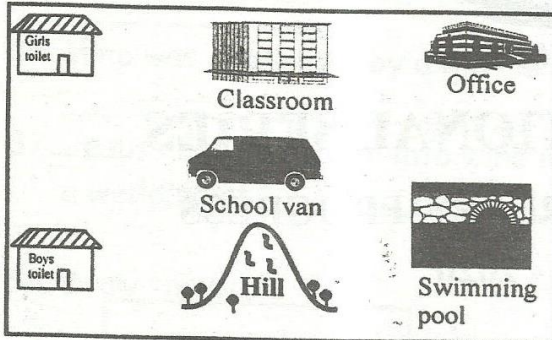 Girls
toilet
Classroom
Office
School van
Boys
toilet
Hill
Swimming
pool